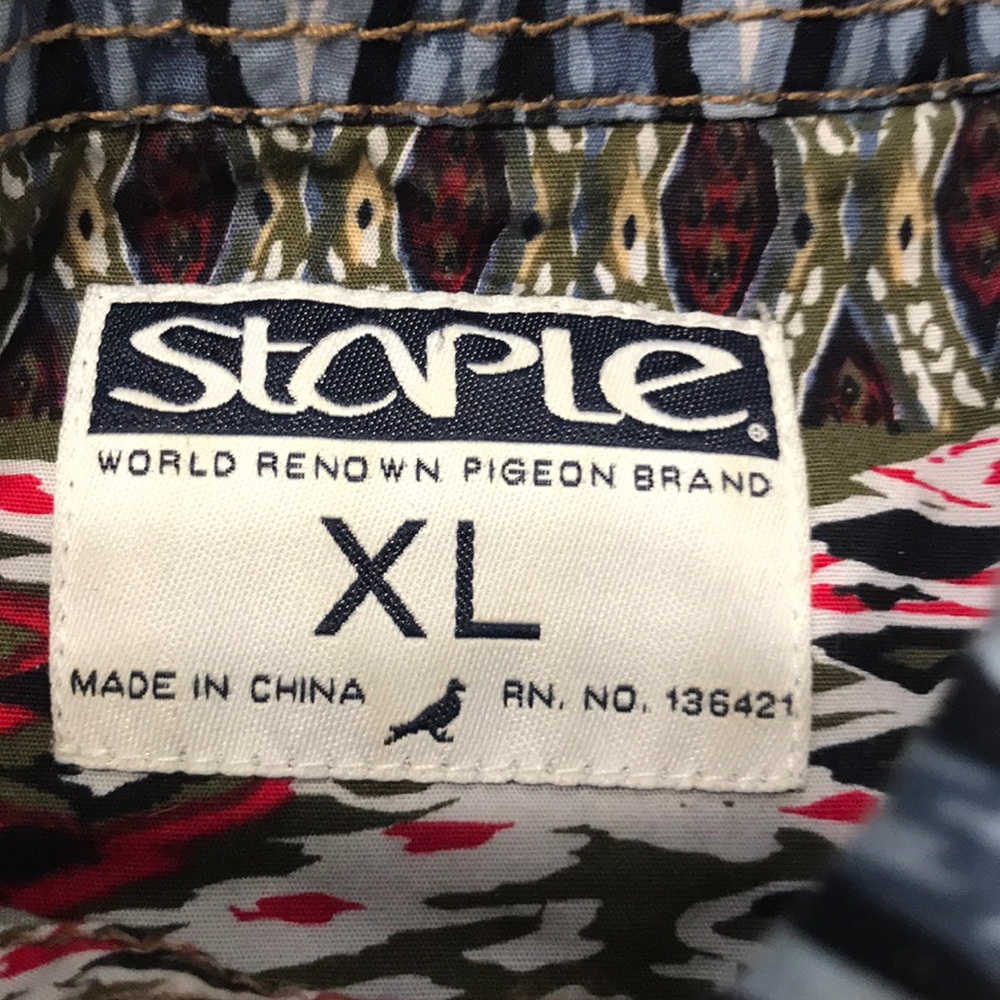 staple®
WORLD RENOWN PIGEON BRAND
XL
MADE IN CHINA RN. NO. 136421